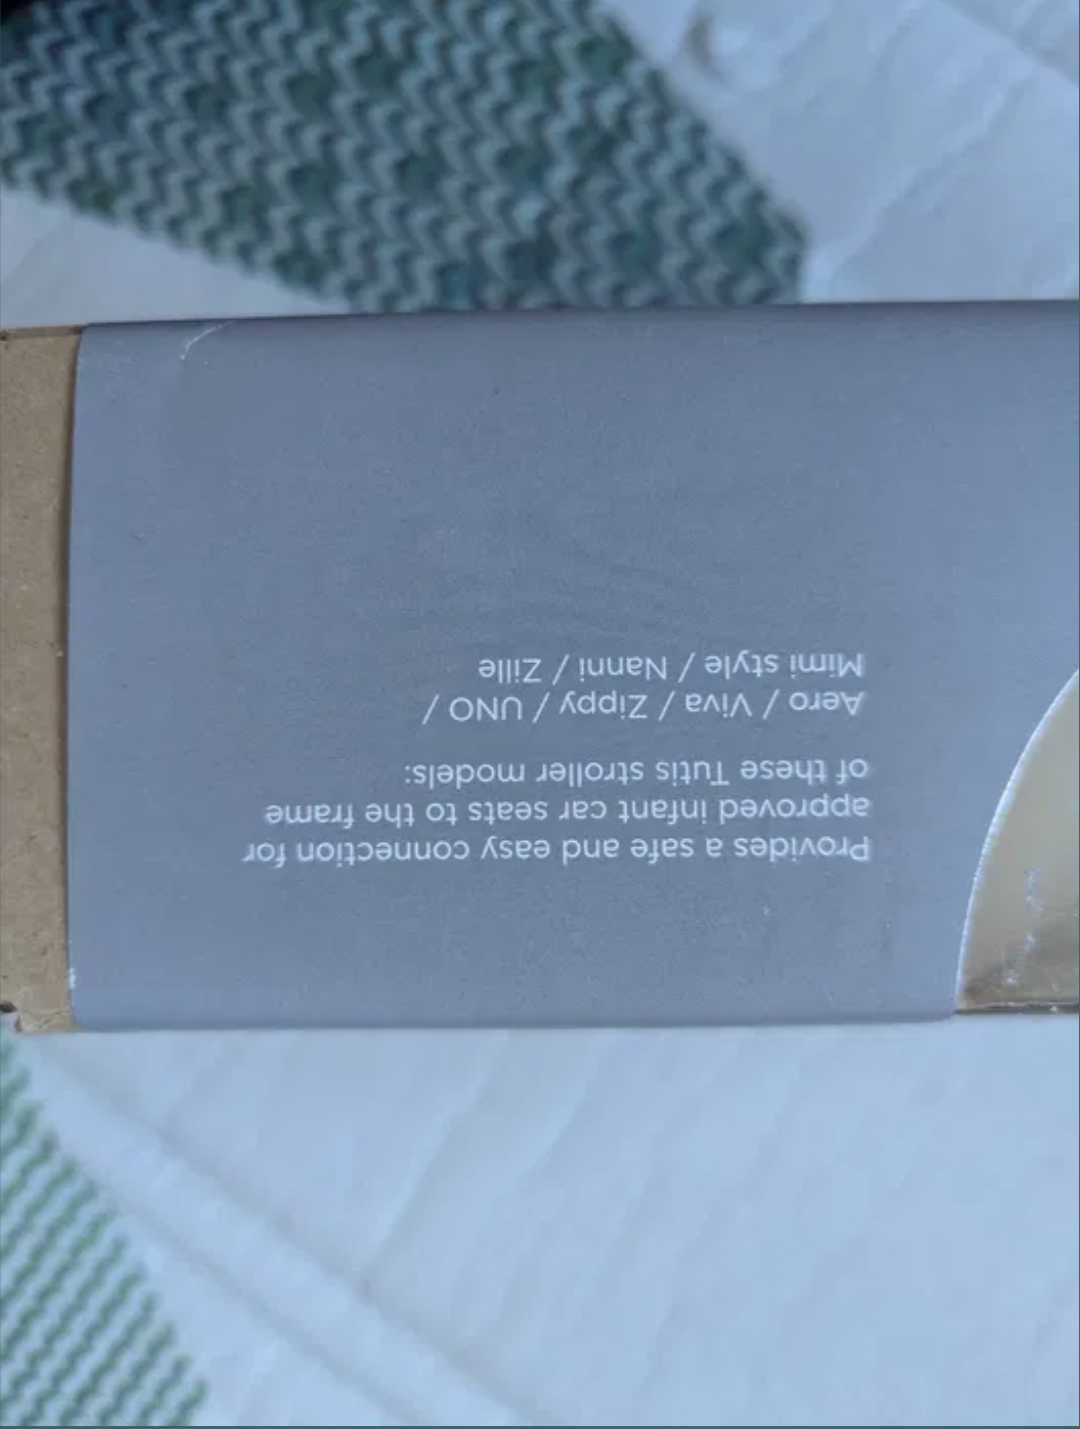 Provides a safe and easy connection for
approved infant car seats to the frame
of these Tutis stroller models:
Aero / Viva / Zippy / UNO /
Mimi style / Nanni / Zille